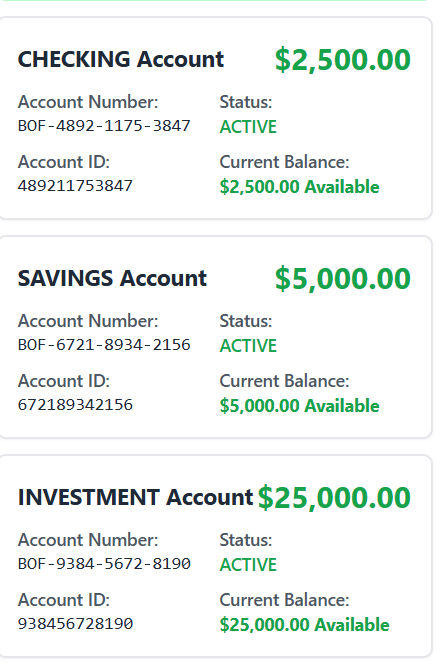 CHECKING Account $2,500.00
Account Number: Status:
BOF-4892-1175-3847 ACTIVE
Account ID: Current Balance:
489211753847 $2,500.00 Available
SAVINGS Account $5,000.00
Account Number: Status:
BOF-6721-8934-2156 ACTIVE
Account ID: Current Balance:
672189342156 $5,000.00 Available
INVESTMENT Account $25,000.00
Account Number: Status:
BOF-9384-5672-8190 ACTIVE
Account ID: Current Balance:
938456728190 $25,000.00 Available